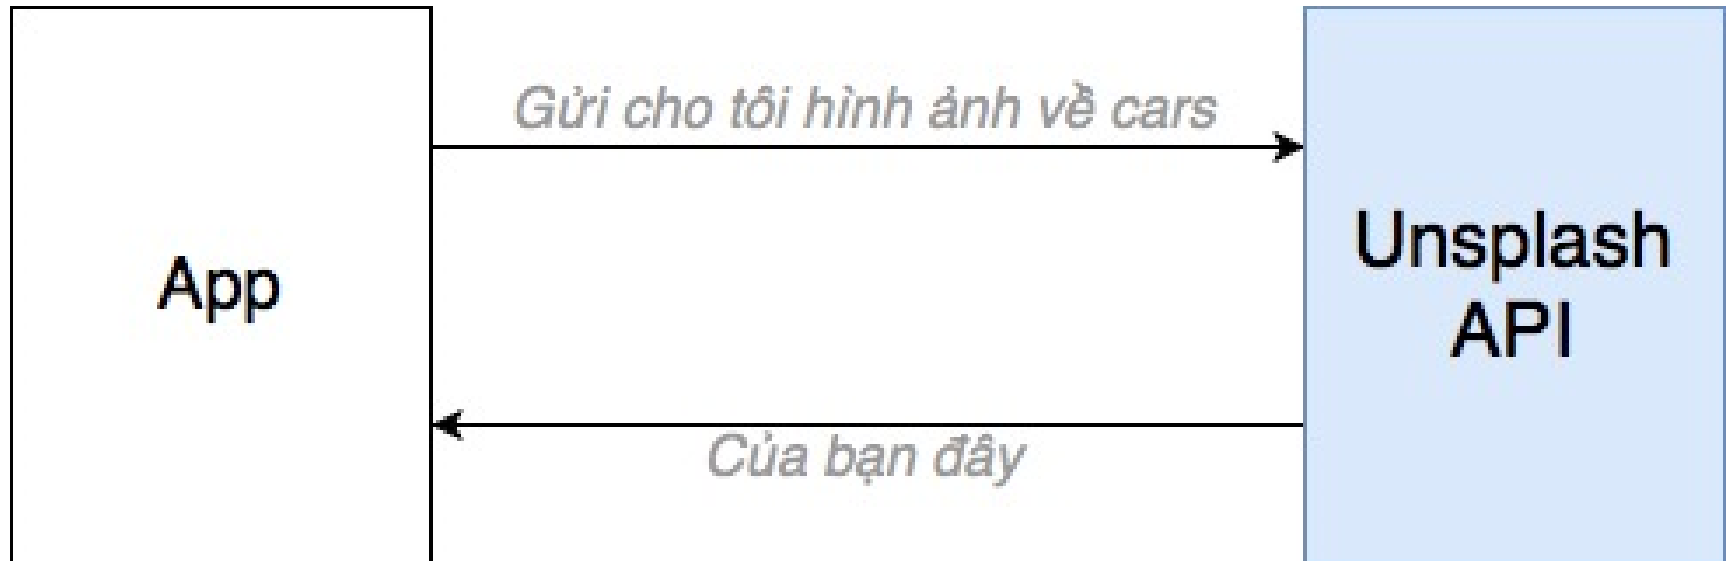 Gửi cho tôi hình ảnh về cars
App
Unsplash
API
Của bạn đây